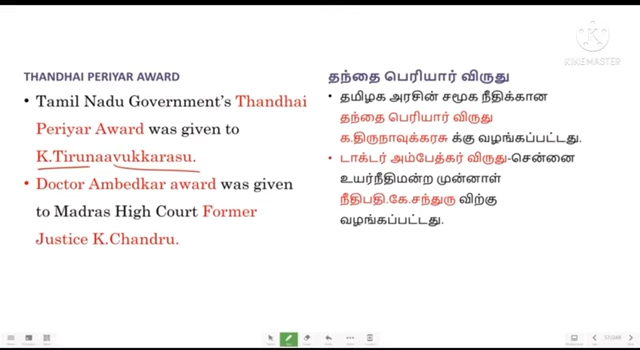 KINEMASTER
THANDHAI PERIYAR AWARD
• Tamil Nadu Government's Thandhai
Periyar Award was given to
K.Tirunaavukkarasu.
• Doctor Ambedkar award was given
to Madras High Court Former
Justice K.Chandru.
தந்தை பெரியார் விருது
• தமிழக அரசின் சமூக நீதிக்கான
தந்தை பெரியார் விருது
க.திருநாவுக்கரசு க்கு வழங்கப்பட்டது.
• டாக்டர் அம்பேத்கர் விருது-சென்னை
உயர்நீதிமன்ற முன்னாள்
நீதிபதி.கே.சந்துரு விற்கு
வழங்கப்பட்டது.